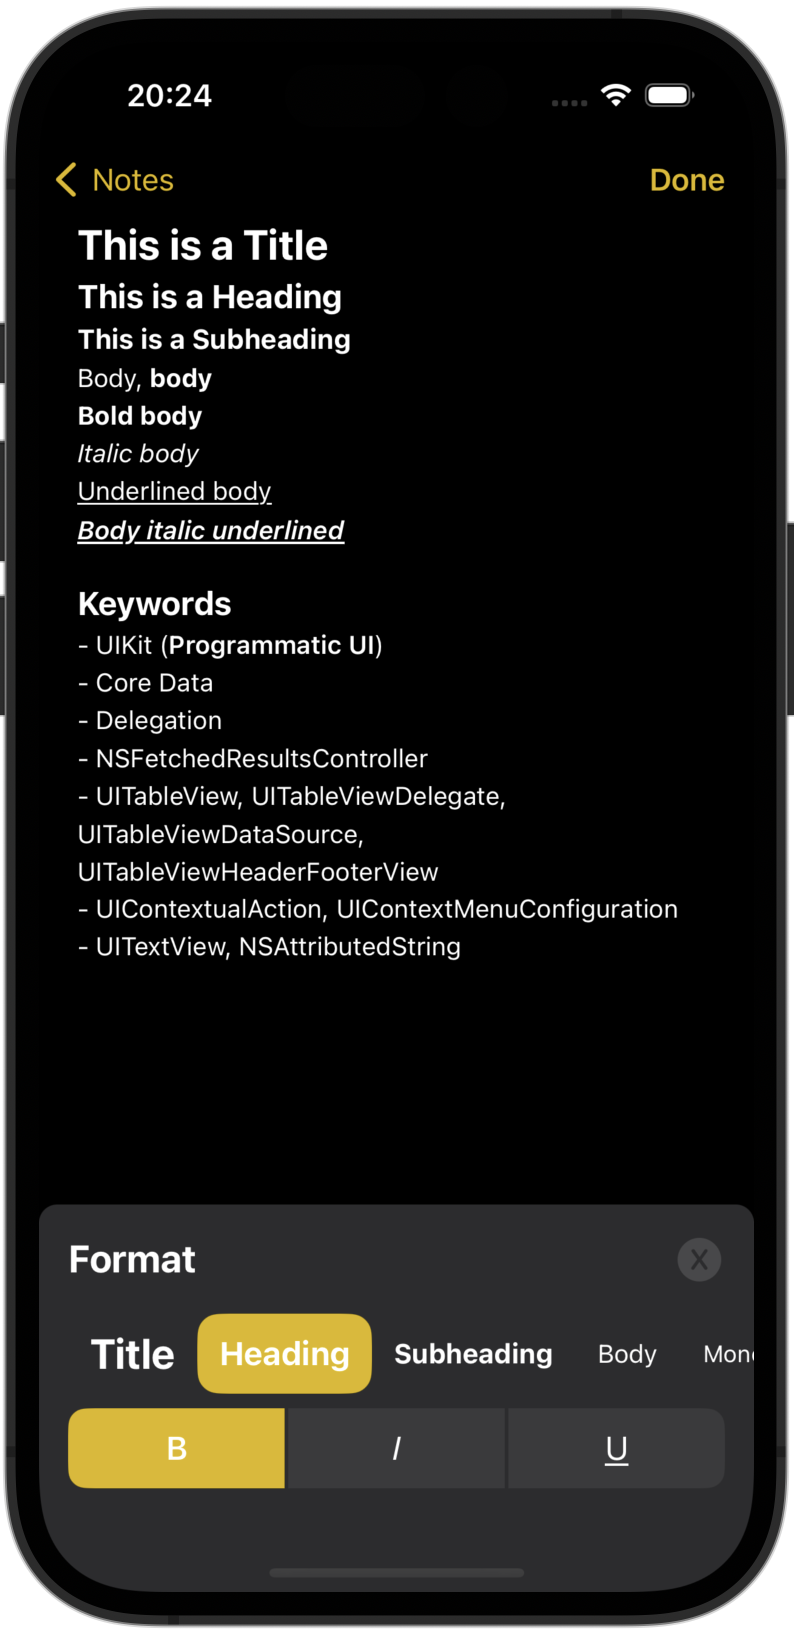 20:24
Notes
Done
This is a Title
This is a Heading
This is a Subheading
Body, body
Bold body
Italic body
Underlined body
Body italic underlined
Keywords
- UIKit (Programmatic UI)
- Core Data
- Delegation
- NSFetchedResultsController
- UITableView, UITableViewDelegate,
UITableViewDataSource,
UITableViewHeaderFooterView
- UIContextualAction, UIContextMenuConfiguration
- UITextView, NSAttributedString
Format
X
Title Heading Subheading Body
B I U